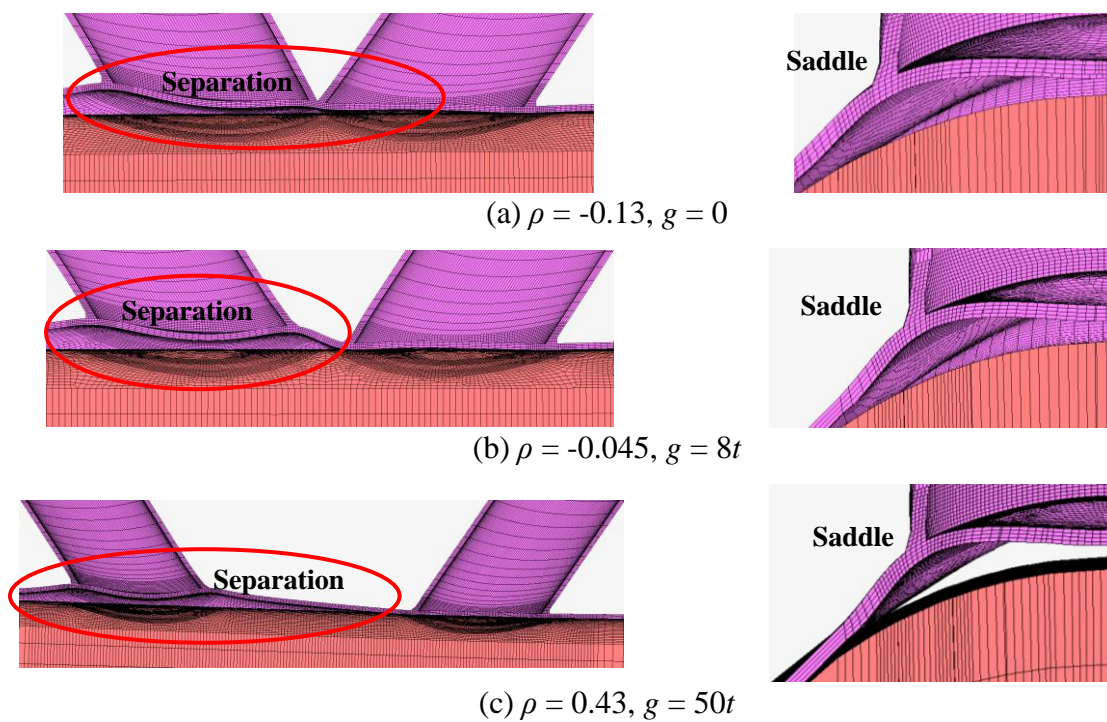 Separation
Saddle
(a) ρ = -0.13, g = 0
Separation
Saddle
(b) ρ = -0.045, g = 8t
Separation
Saddle
(c) ρ = 0.43, g = 50t